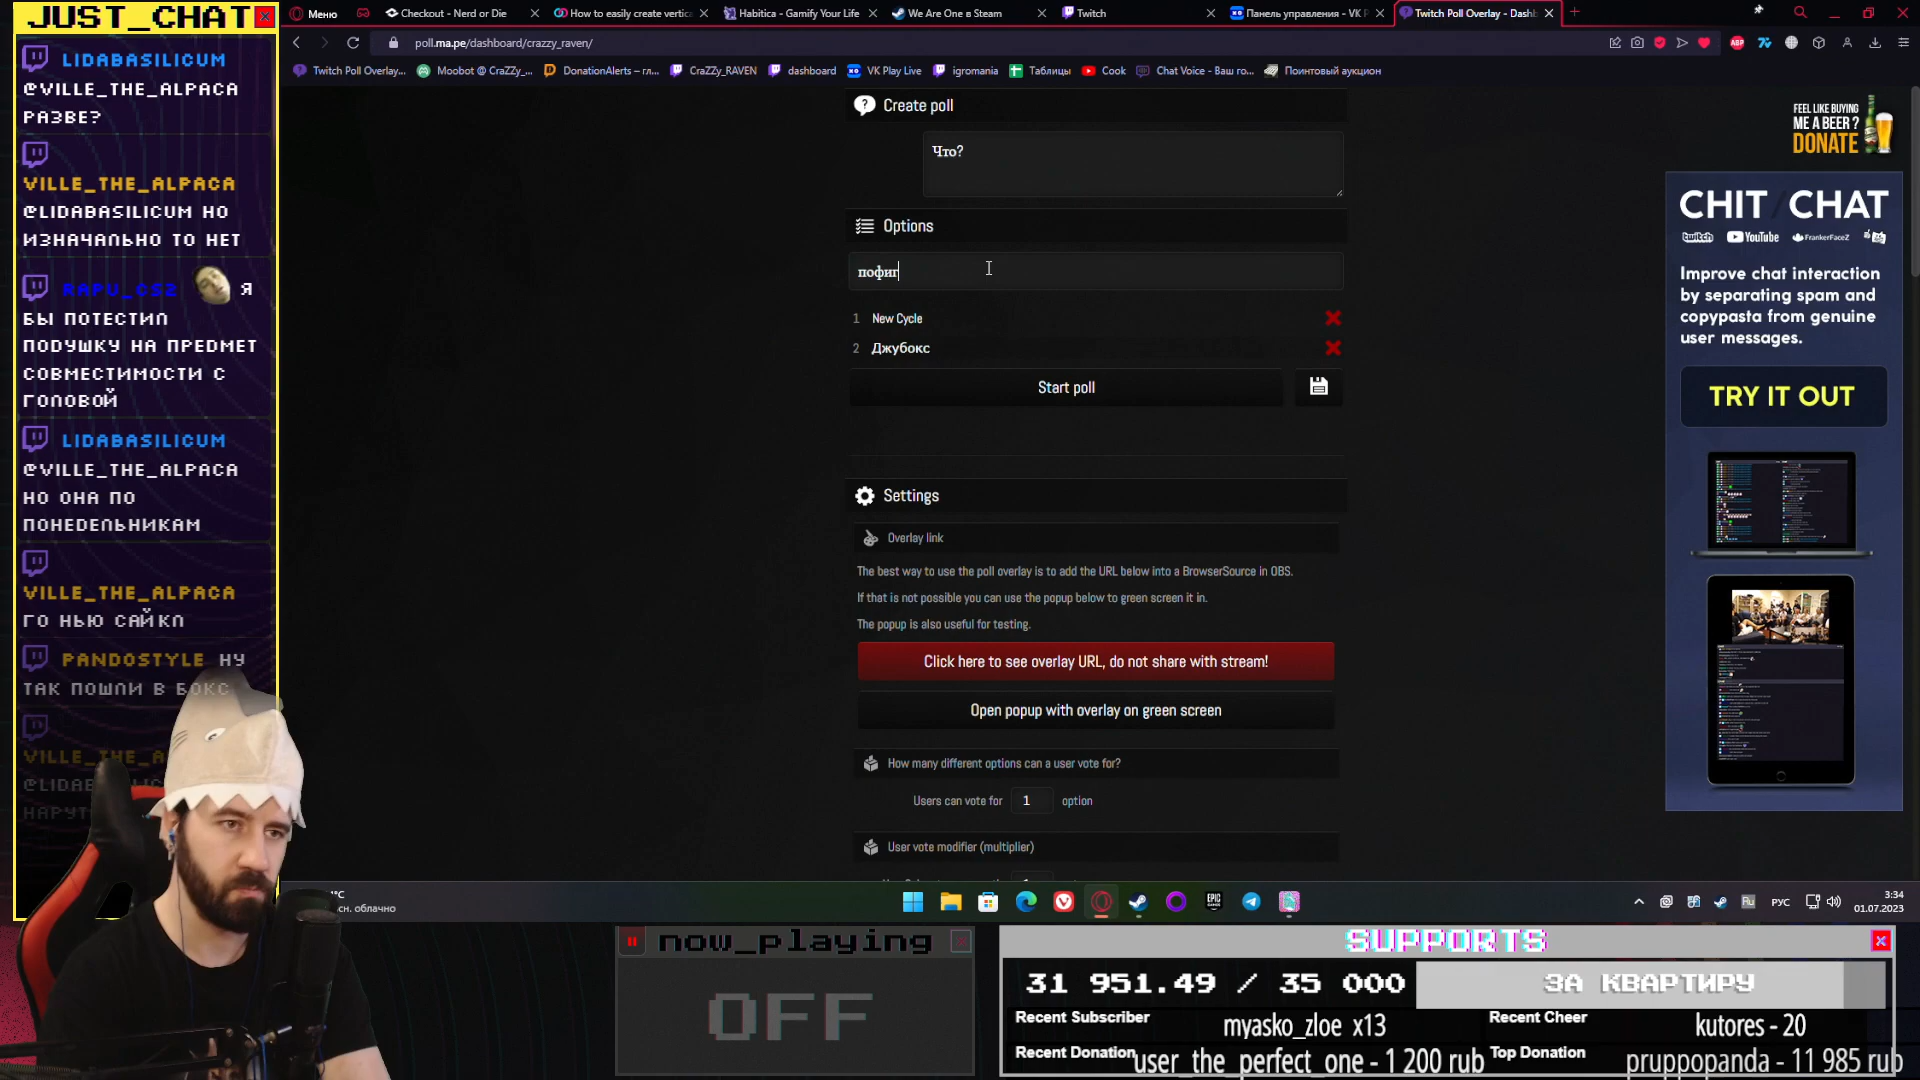 JUST_CHAT
LIDABASILICUM
@VILLE_THE_ALPACA
РАЗВЕ?
VILLE_THE_ALPACA
@LIDABASILICUM НО
ИЗНАЧАЛЬНО ТО НЕТ
RAPU_CS2 Я
БЫ ПОТЕСТИЛ
ПОДУШКУ НА ПРЕДМЕТ
СОВМЕСТИМОСТИ С
ГОЛОВОЙ
LIDABASILICUM
@VILLE_THE_ALPACA
НО ОНА ПО
ПОНЕДЕЛЬНИКАМ
VILLE_THE_ALPACA
ГО НЬЮ САЙКЛ
PANDOSTYLE НУ
ТАК ПОШЛИ В БОКС
Меню
Checkout - Nerd or Die
How to easily create vertica
Habitica - Gamify Your Life
We Are One в Steam
Twitch
Панель управления - VK P
Twitch Poll Overlay - Dash
poll.ma.pe/dashboard/crazzy_raven/
Twitch Poll Overlay...
Moobot @ CraZZy_...
DonationAlerts – гл...
CraZZy_RAVEN
dashboard
VK Play Live
igromania
Таблицы
Cook
Chat Voice - Ваш го...
Поинтовый аукцион
Create poll
Что?
Options
пофиг
1 New Cycle
2 Джубокс
Start poll
Settings
Overlay link
The best way to use the poll overlay is to add the URL below into a BrowserSource in OBS.
If that is not possible you can use the popup below to green screen it in.
The popup is also useful for testing.
Click here to see overlay URL, do not share with stream!
Open popup with overlay on green screen
How many different options can a user vote for?
Users can vote for 1 option
User vote modifier (multiplier)
FEEL LIKE BUYING
ME A BEER ?
DONATE
CHIT / CHAT
twitch YouTube FrankerFaceZ
Improve chat interaction
by separating spam and
copypasta from genuine
user messages.
TRY IT OUT
РУС
3:34
01.07.2023
now_playing
OFF
SUPPORTS
31 951.49 / 35 000
ЗА КВАРТИРУ
Recent Subscriber
myasko_zloe x13
Recent Cheer
kutores - 20
Recent Donation
user_the_perfect_one - 1 200 rub
Top Donation
pruppopanda - 11 985 rub